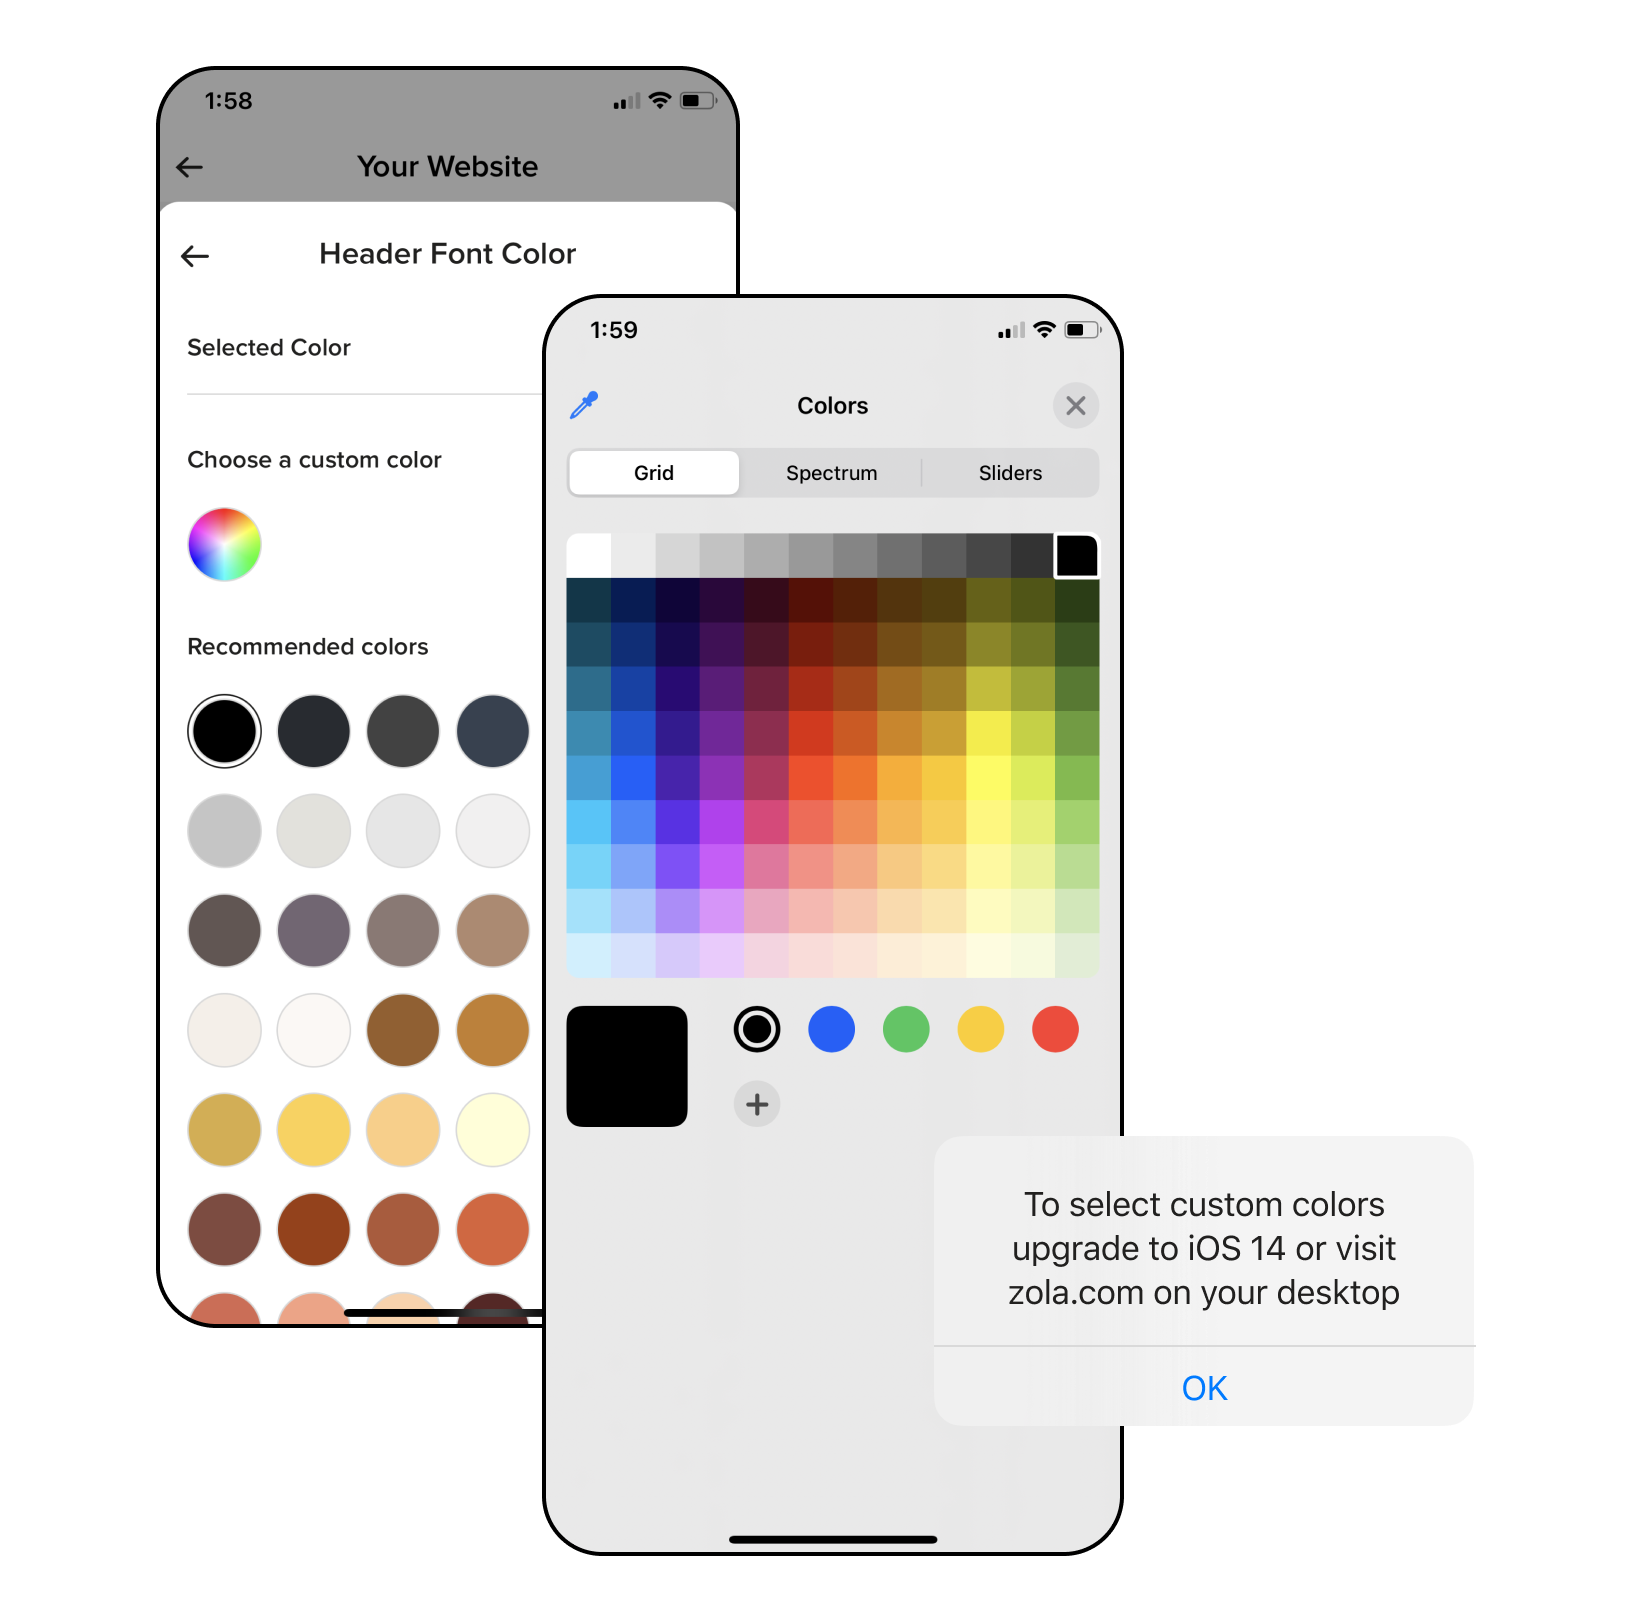 1:58
Your Website
Header Font Color
Selected Color
Choose a custom color
Recommended colors
1:59
Colors
Grid
Spectrum
Sliders
To select custom colors
upgrade to iOS 14 or visit
zola.com on your desktop
OK